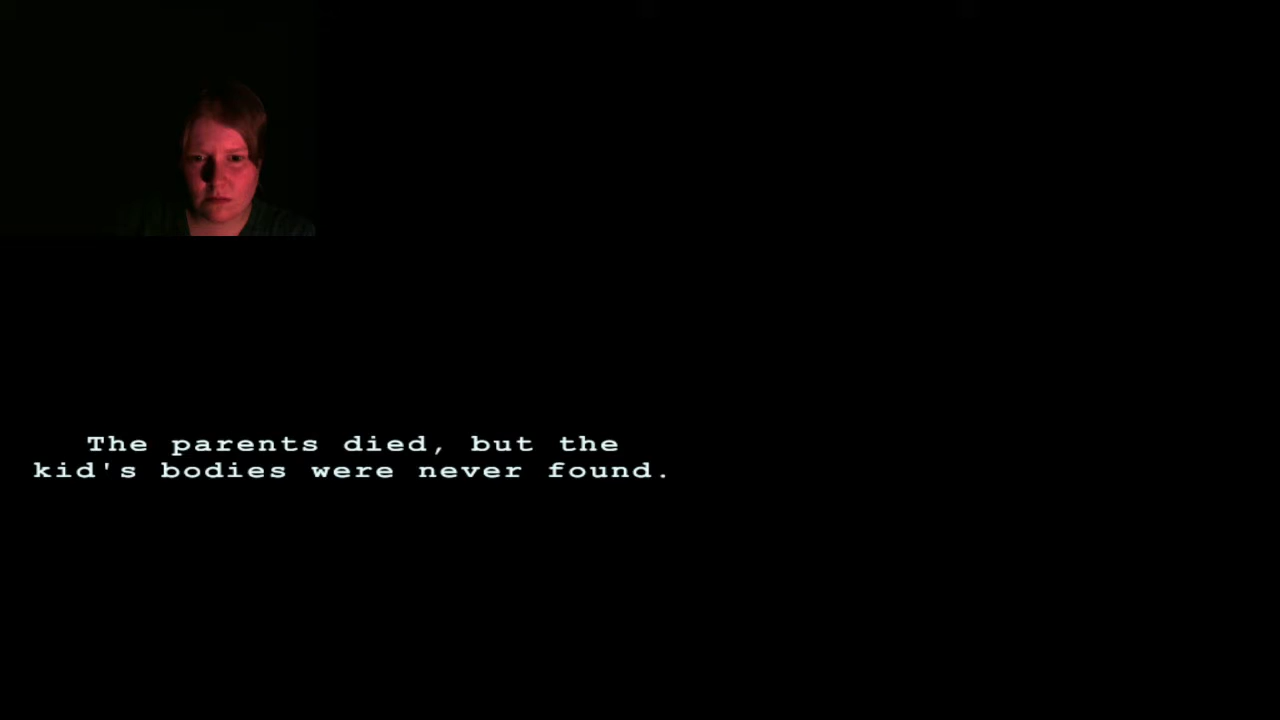 The parents died, but the
kid's bodies were never found.